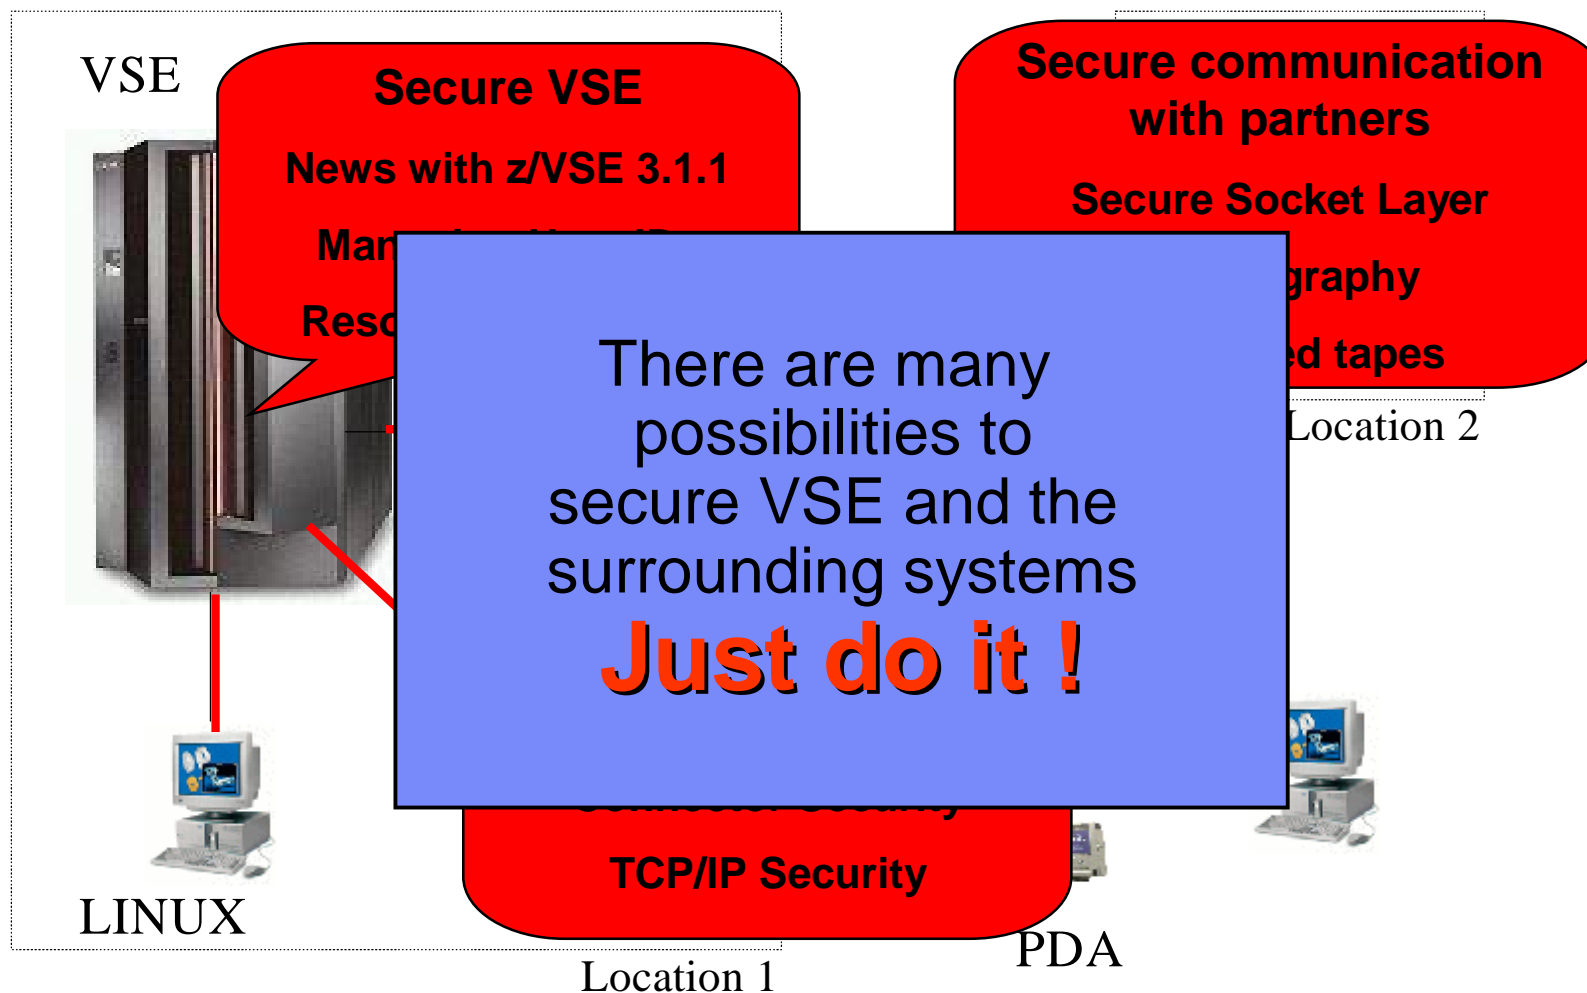 VSE
Secure VSE
News with z/VSE 3.1.1
Secure communication
with partners
Secure Socket Layer
tapes
Location 2
There are many
possibilities to
secure VSE and the
surrounding systems
Just do it !
Security
TCP/IP Security
LINUX
PDA
Location 1